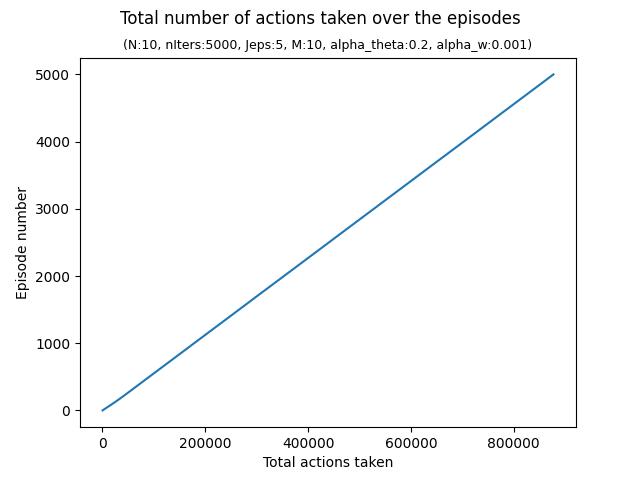 Total number of actions taken over the episodes
(N:10, nIters:5000, Jeps:5, M:10, alpha_theta:0.2, alpha_w:0.001)
5000
4000
3000
2000
1000
0
Episode number
0 200000 400000 600000 800000
Total actions taken